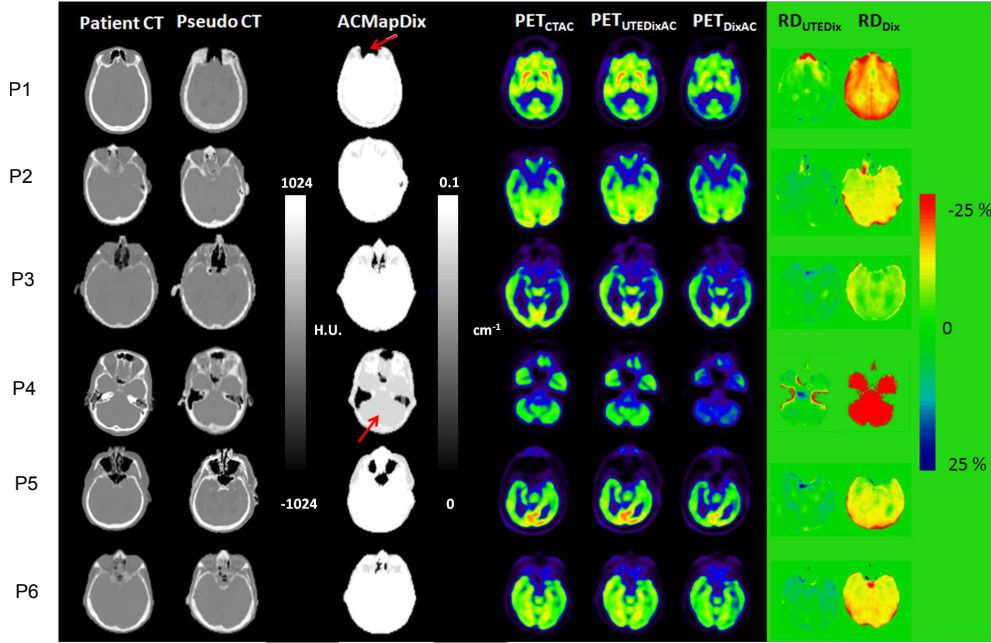 Patient CT Pseudo CT ACMapDix PET_CTAC PET_UTEDixAC PET_DixAC RD_UTEDix RD_Dix
P1
P2
1024 0.1
-25 %
P3
H.U. cm⁻¹ 0
P4
25 %
P5
-1024 0
P6